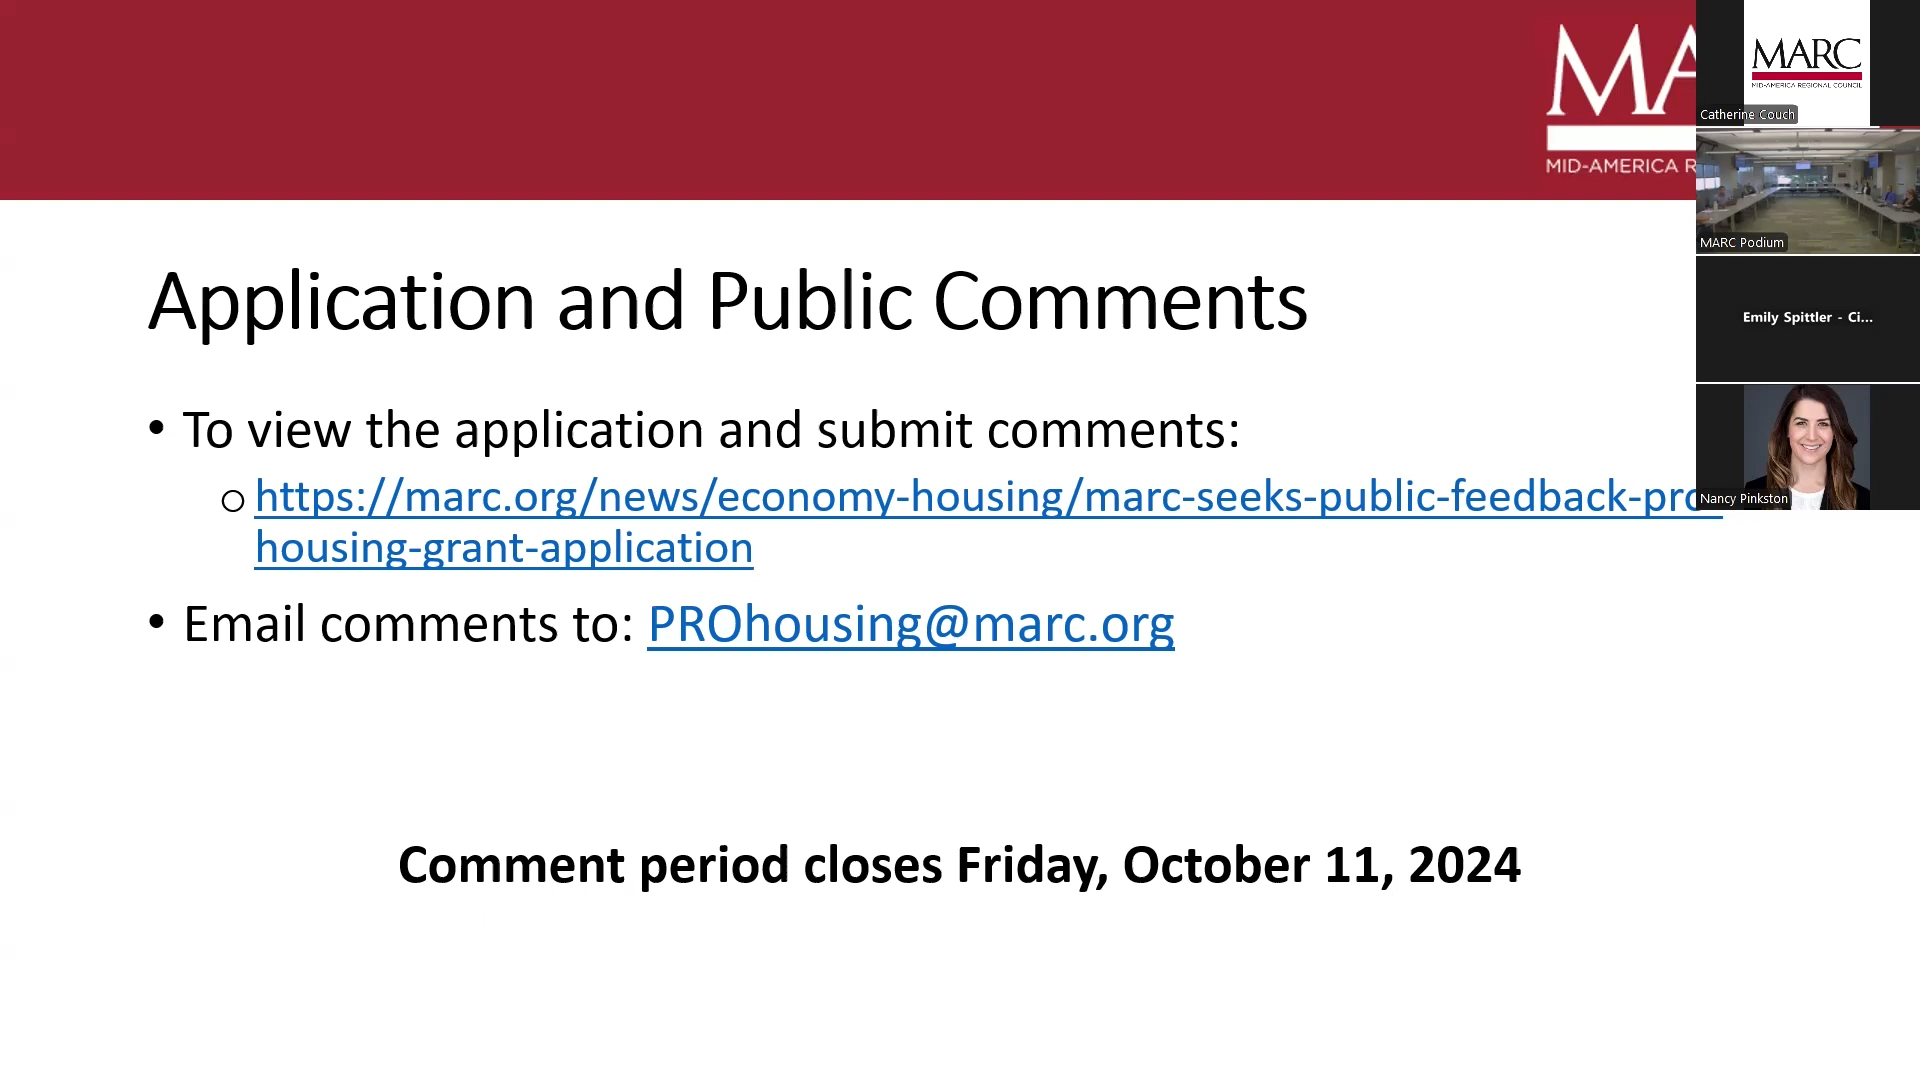 MA
MID-AMERICA R
MARC
MID-AMERICA REGIONAL COUNCIL
Catherine Couch
MARC Podium
Emily Spittler - Ci...
Nancy Pinkston
Application and Public Comments
• To view the application and submit comments:
o https://marc.org/news/economy-housing/marc-seeks-public-feedback-pro-
housing-grant-application
• Email comments to: PROhousing@marc.org
Comment period closes Friday, October 11, 2024